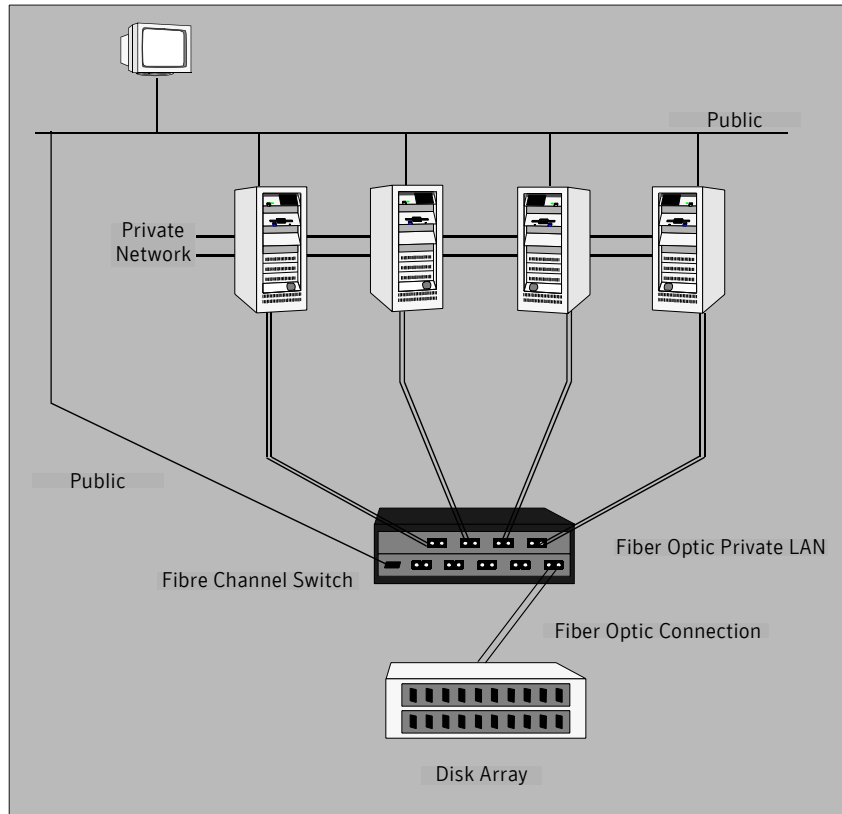 Public
Private
Network
Public
Fiber Optic Private LAN
Fibre Channel Switch
Fiber Optic Connection
Disk Array